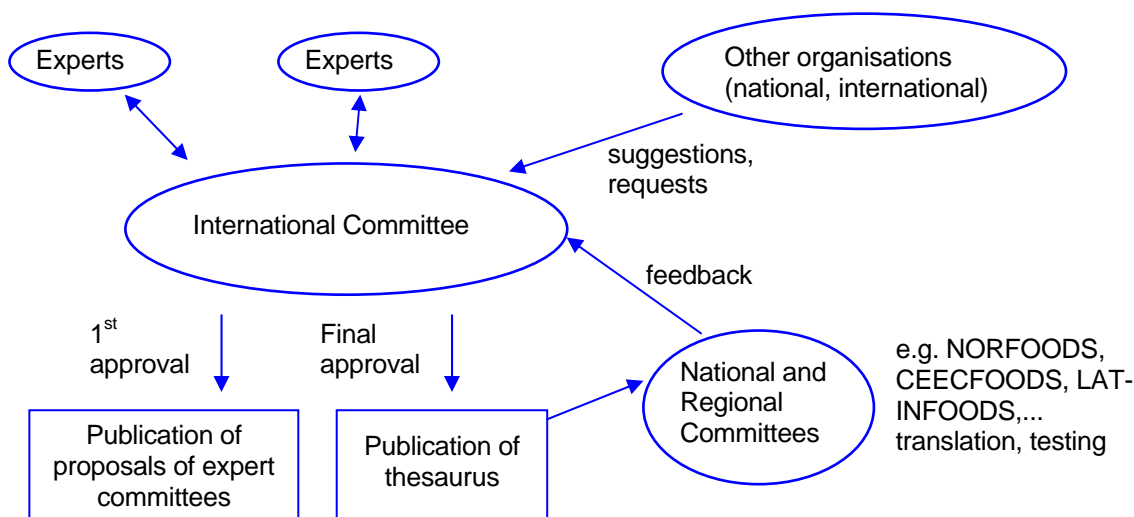 Experts
Experts
Other organisations
(national, international)
suggestions,
requests
International Committee
feedback
1st
approval
Final
approval
National and
Regional
Committees
e.g. NORFOODS,
CEECFOODS, LAT-
INFOODS,...
translation, testing
Publication of
proposals of expert
committees
Publication of
thesaurus